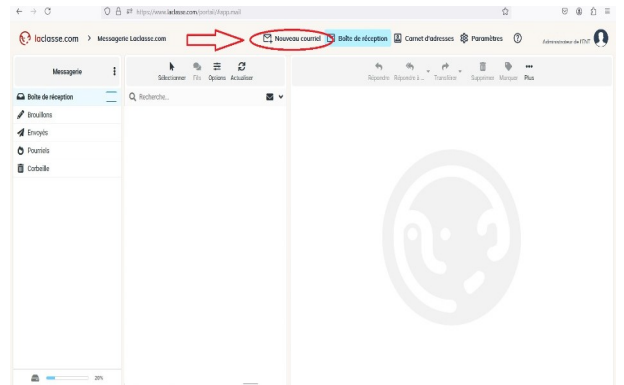 https://www.laclasse.com/portail/#app.mail
laclasse.com > Messagerie Laclasse.com
Nouveau courriel Boîte de réception Carnet d'adresses Paramètres
Administrateur de l'ENT
Messagerie
Sélectionner Fils Options Actualiser
Répondre Répondre à ... Transférer Supprimer Marquer Plus
Boîte de réception
Recherche...
Brouillons
Envoyés
Pourriels
Corbeille
20%